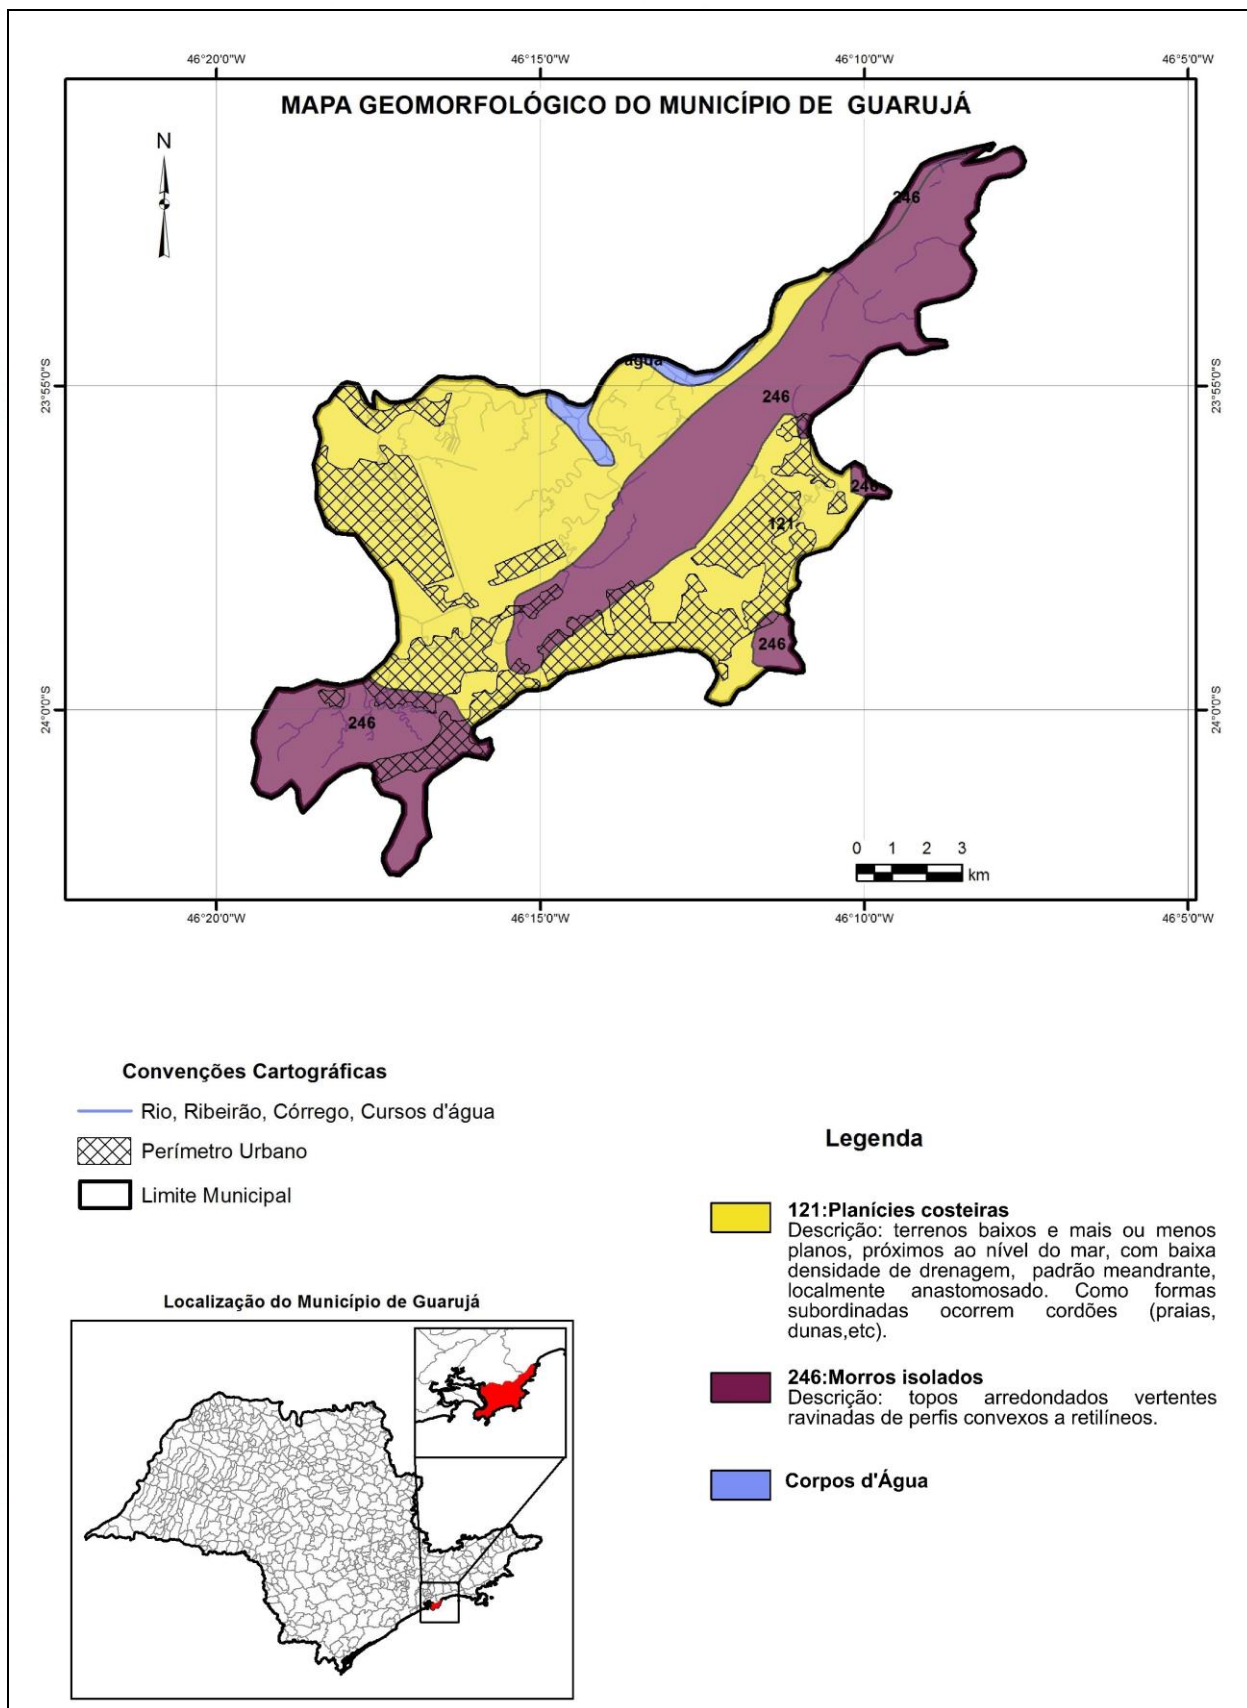 46°20'0"W
46°15'0"W
46°10'0"W
46°5'0"W
MAPA GEOMORFOLÓGICO DO MUNICÍPIO DE GUARUJÁ
N
246
23°55'0"S
água
23°55'0"S
246
246
121
246
24°0'0"S
246
24°0'0"S
0 1 2 3
km
46°20'0"W
46°15'0"W
46°10'0"W
46°5'0"W
Convenções Cartográficas
Rio, Ribeirão, Córrego, Cursos d'água
Perímetro Urbano
Limite Municipal
Legenda
121:Planícies costeiras
Descrição: terrenos baixos e mais ou menos
planos, próximos ao nível do mar, com baixa
densidade de drenagem, padrão meandrante,
localmente anastomosado. Como formas
subordinadas ocorrem cordões (praias,
dunas,etc).
246:Morros isolados
Descrição: topos arredondados vertentes
ravinadas de perfis convexos a retilíneos.
Corpos d'Água
Localização do Município de Guarujá